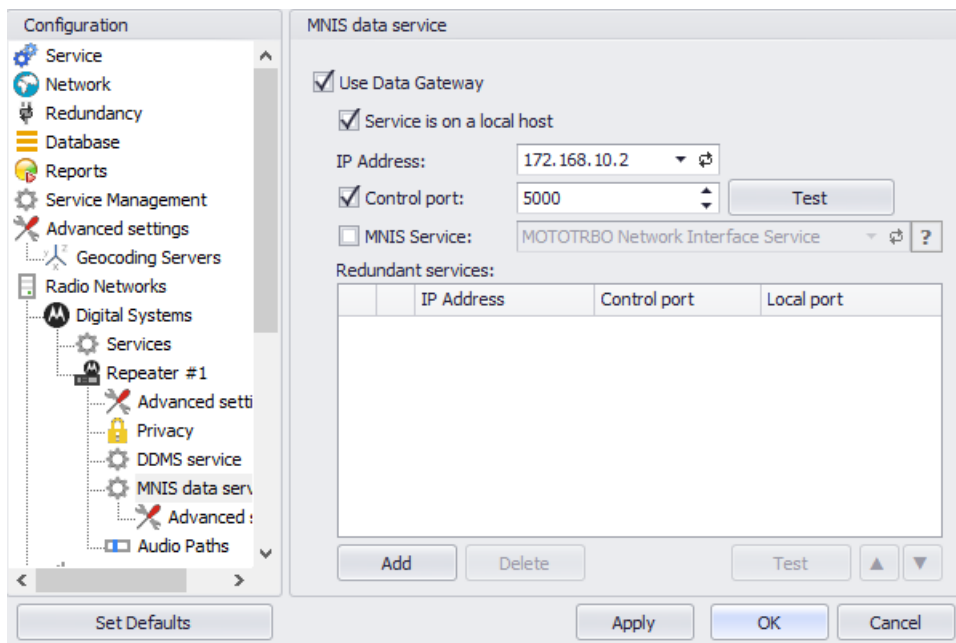 Configuration
Service
Network
Redundancy
Database
Reports
Service Management
Advanced settings
Geocoding Servers
Radio Networks
Digital Systems
Services
Repeater #1
Advanced setti
Privacy
DDMS service
MNIS data serv
Advanced s
Audio Paths
Set Defaults
MNIS data service
Use Data Gateway
Service is on a local host
IP Address: 172.168.10.2
Control port: 5000 Test
MNIS Service: MOTOTRBO Network Interface Service ?
Redundant services:
IP Address Control port Local port
Add Delete Test
Apply OK Cancel